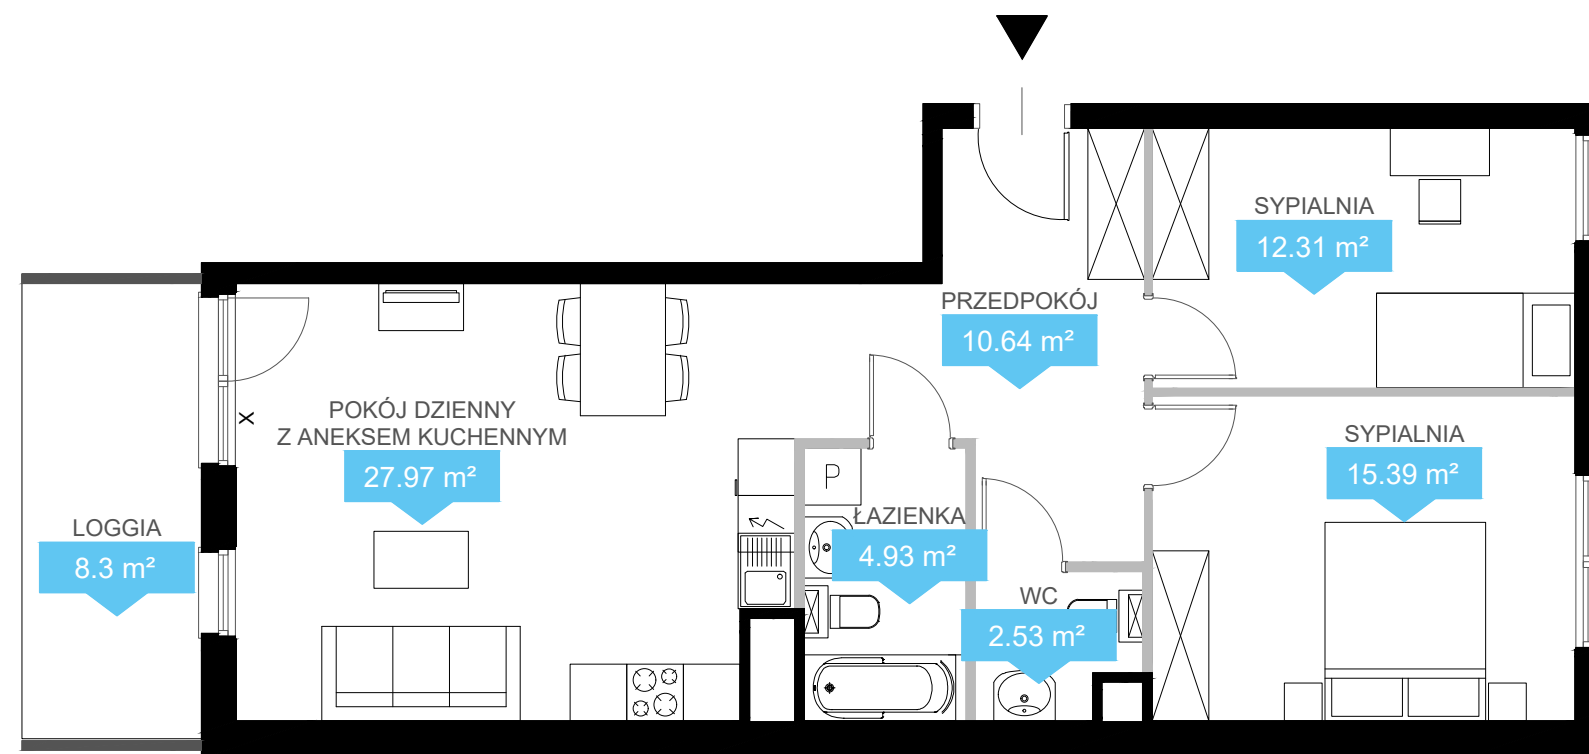 SYPIALNIA
12.31 m²
PRZEDPOKÓJ
10.64 m²
POKÓJ DZIENNY
Z ANEKSEM KUCHENNYM
27.97 m²
X
SYPIALNIA
15.39 m²
P
LOGGIA
8.3 m²
ŁAZIENKA
4.93 m²
WC
2.53 m²